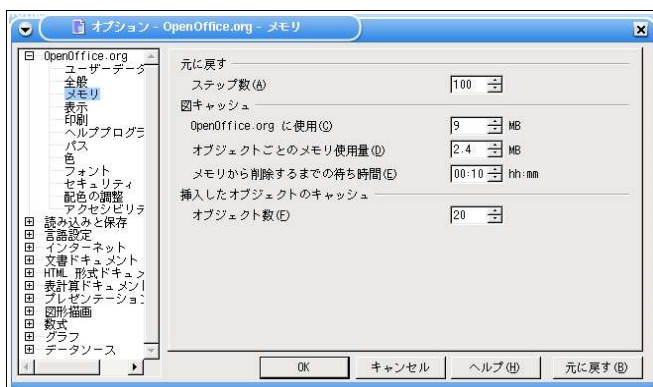 オプション - OpenOffice.org - メモリ
OpenOffice.org
ユーザーデータ
全般
メモリ
表示
印刷
ヘルププログラ
パス
色
フォント
セキュリティ
配色の調整
アクセシビリテ
読み込みと保存
言語設定
インターネット
文書ドキュメント
HTML 形式ドキュメ
表計算ドキュメント
プレゼンテーション
図形描画
数式
グラフ
データソース
元に戻す
ステップ数(A) 100
図キャッシュ
OpenOffice.org に使用(C) 9 MB
オブジェクトごとのメモリ使用量(D) 2.4 MB
メモリから削除するまでの待ち時間(E) 00:10 hh:mm
挿入したオブジェクトのキャッシュ
オブジェクト数(F) 20
OK キャンセル ヘルプ(H) 元に戻す(R)